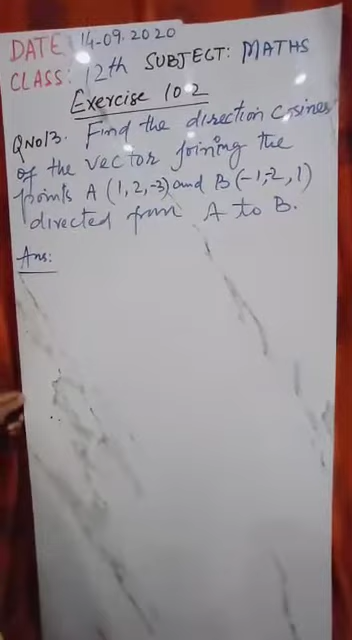 DATE: 14-09-2020
CLASS: 12th SUBJECT: MATHS
Exercise 10.2
QNo13. Find the direction cosines
of the vector joining the
points A (1, 2, -3) and B (-1, -2, 1)
directed from A to B.
Ans: